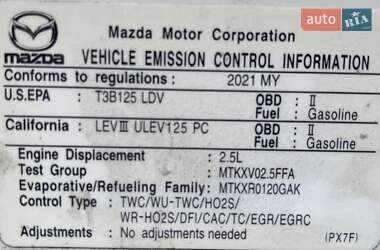 auto RIA
Mazda Motor Corporation
mazda
VEHICLE EMISSION CONTROL INFORMATION
Conforms to regulations: 2021 MY
U.S.EPA : T3B125 LDV OBD : II
Fuel : Gasoline
California : LEVIII ULEV125 PC OBD : II
Fuel : Gasoline
Engine Displacement : 2.5L
Test Group : MTKXV02.5FFA
Evaporative/Refueling Family: MTKXR0120GAK
Control Type : TWC/WU-TWC/HO2S/
WR-HO2S/DFI/CAC/TC/EGR/EGRC
Adjustments : No adjustments needed (PX7F)